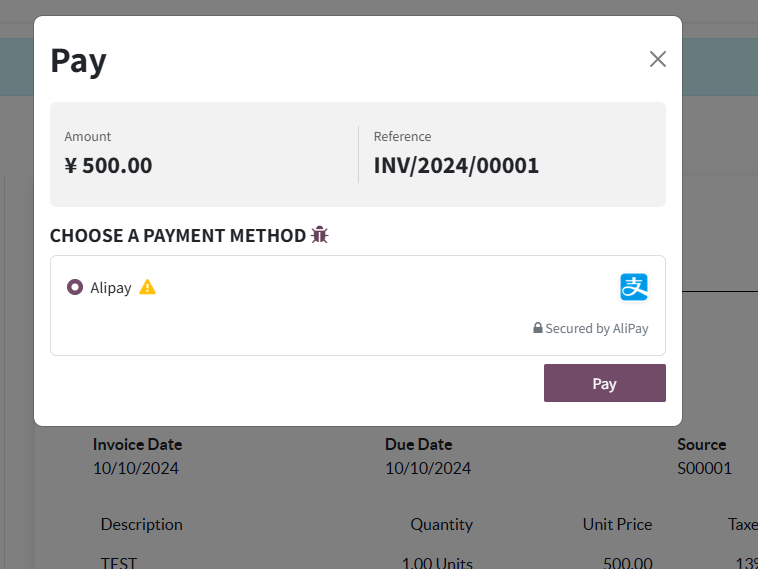 Pay
Amount
Reference
¥ 500.00
INV/2024/00001
CHOOSE A PAYMENT METHOD
Alipay
支
Secured by AliPay
Pay
Invoice Date
Due Date
Source
10/10/2024
10/10/2024
S00001
Description
Quantity
Unit Price
Taxe
TEST
1.00 Units
500.00
13%